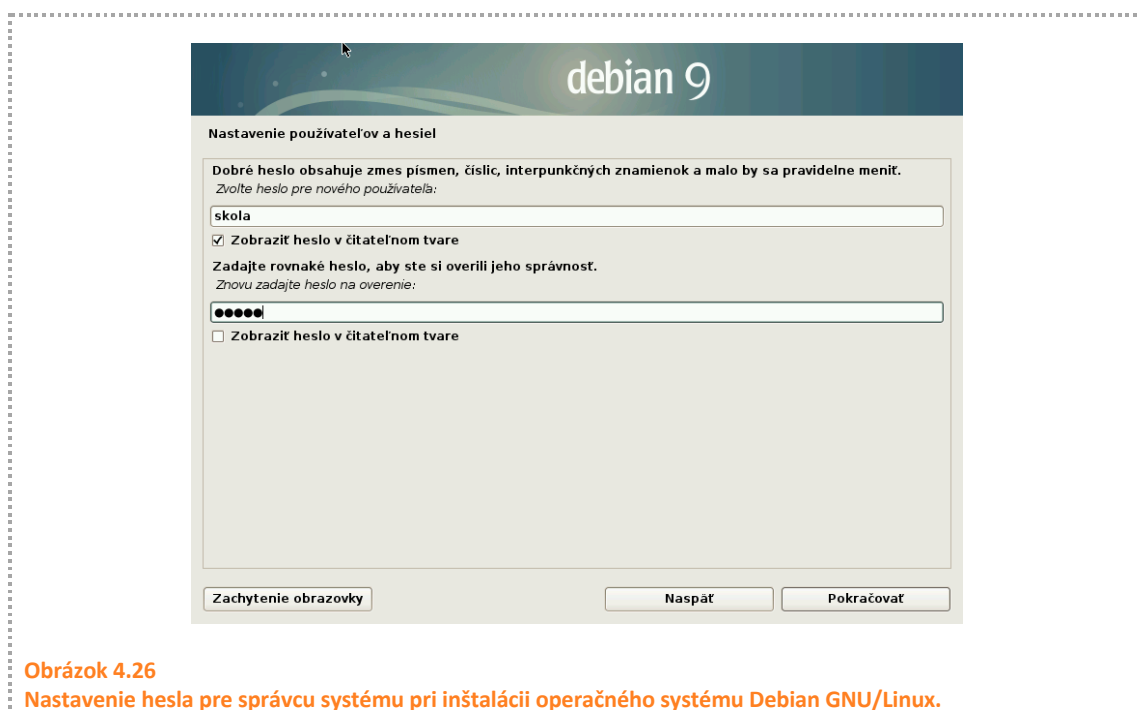 debian 9
Nastavenie používateľov a hesiel
Dobré heslo obsahuje zmes písmen, číslic, interpunkčných znamienok a malo by sa pravidelne meniť.
Zvoľte heslo pre nového používateľa:
skola
Zobraziť heslo v čitateľnom tvare
Zadajte rovnaké heslo, aby ste si overili jeho správnosť.
Znovu zadajte heslo na overenie:
●●●●●
Zobraziť heslo v čitateľnom tvare
Zachytenie obrazovky
Naspäť
Pokračovať
Obrázok 4.26
Nastavenie hesla pre správcu systému pri inštalácii operačného systému Debian GNU/Linux.